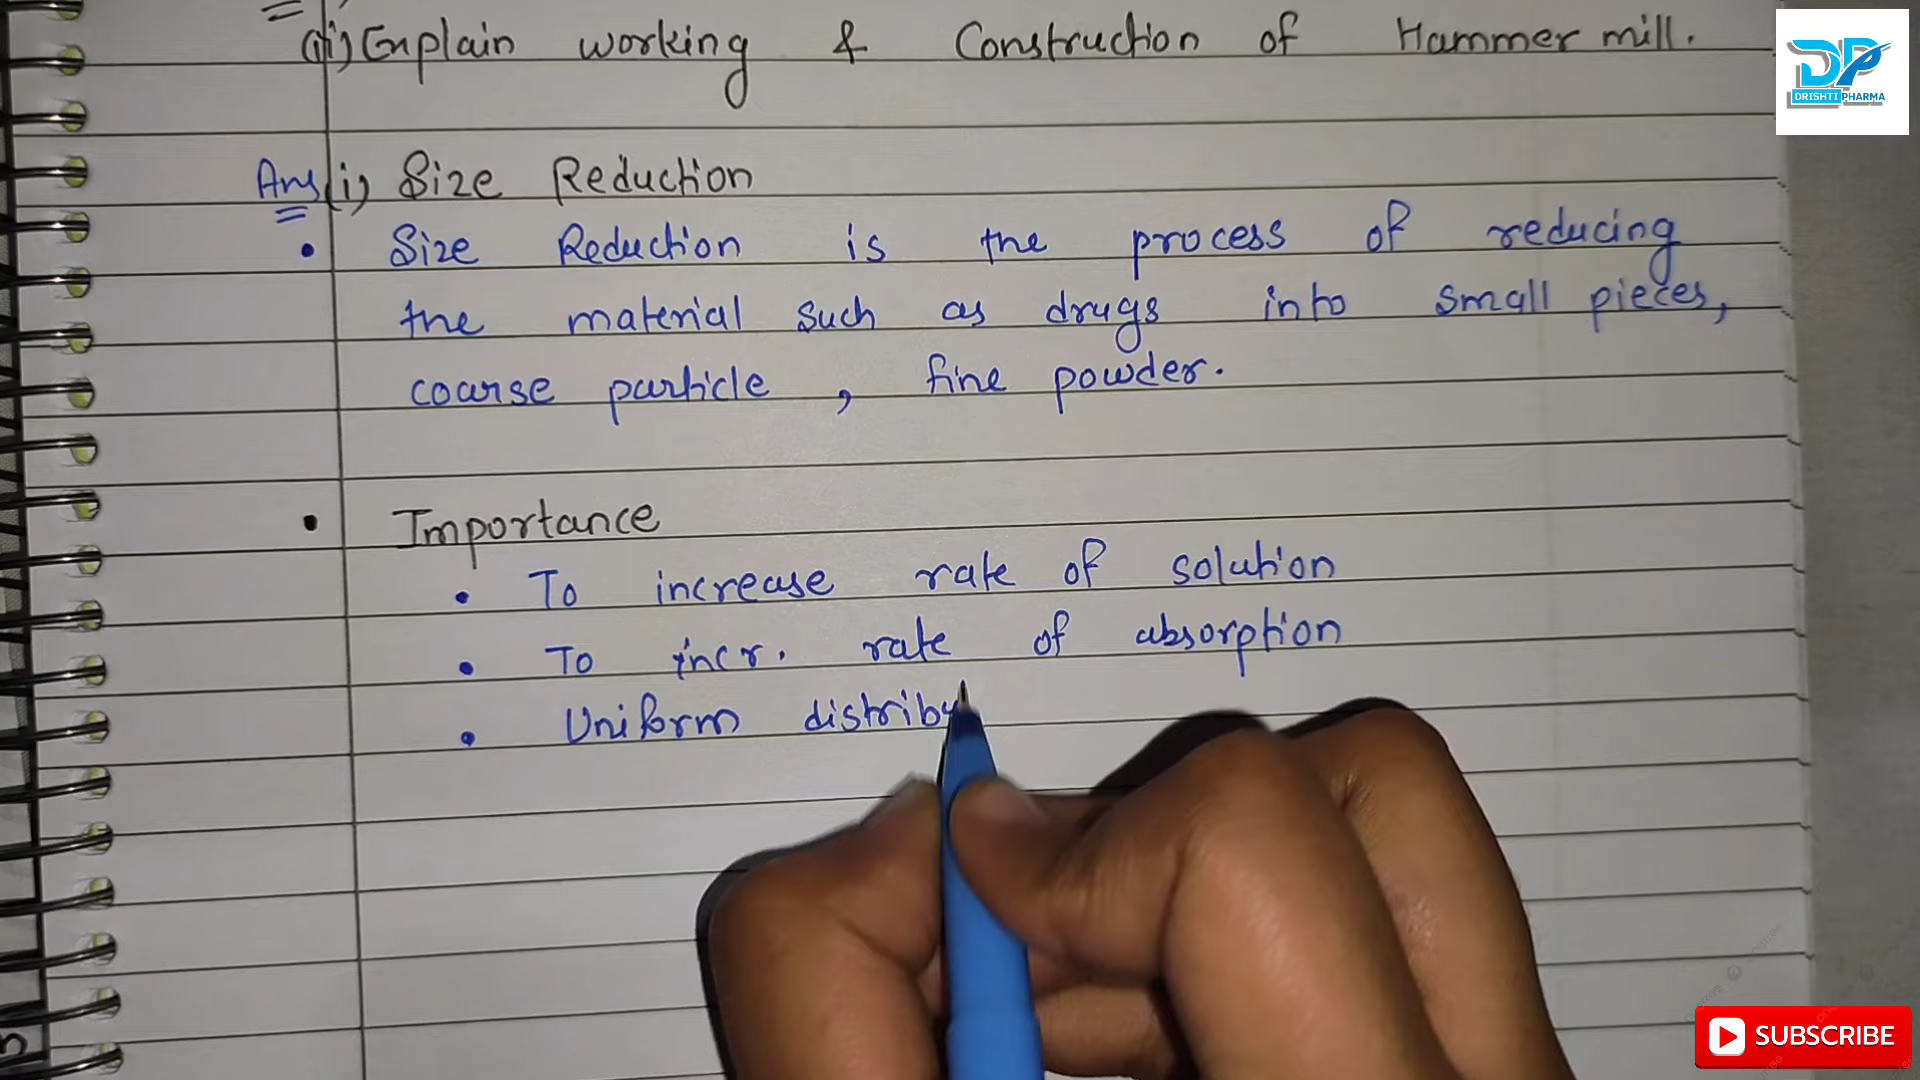 (ii) Explain working & Construction of Hammer mill.
Ans (i) Size Reduction
• Size Reduction is the process of reducing
the material such as drugs into small pieces,
coarse particle , fine powder.
• Importance
• To increase rate of solution
• To incr. rate of absorption
• Uniform distribu
DP
DRISHTI PHARMA
SUBSCRIBE